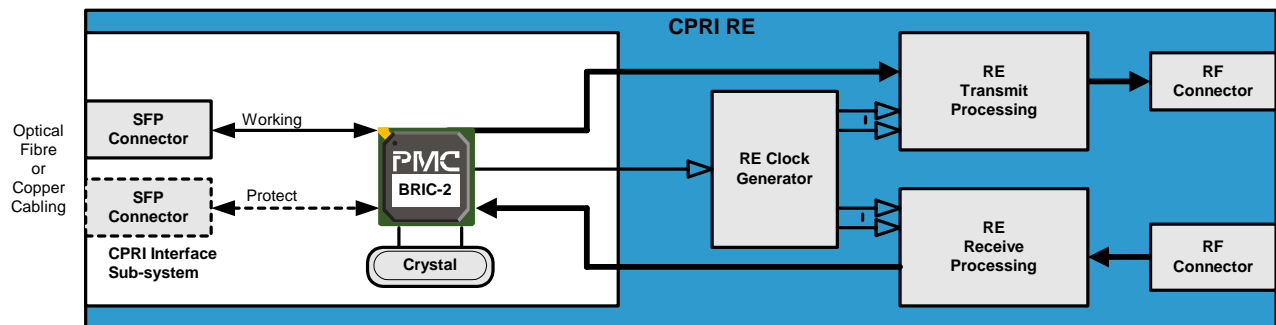 CPRI RE
Optical
Fibre
or
Copper
Cabling
SFP
Connector
Working
SFP
Connector
Protect
CPRI Interface
Sub-system
PMC
BRIC-2
Crystal
RE Clock
Generator
RE
Transmit
Processing
RF
Connector
RE
Receive
Processing
RF
Connector